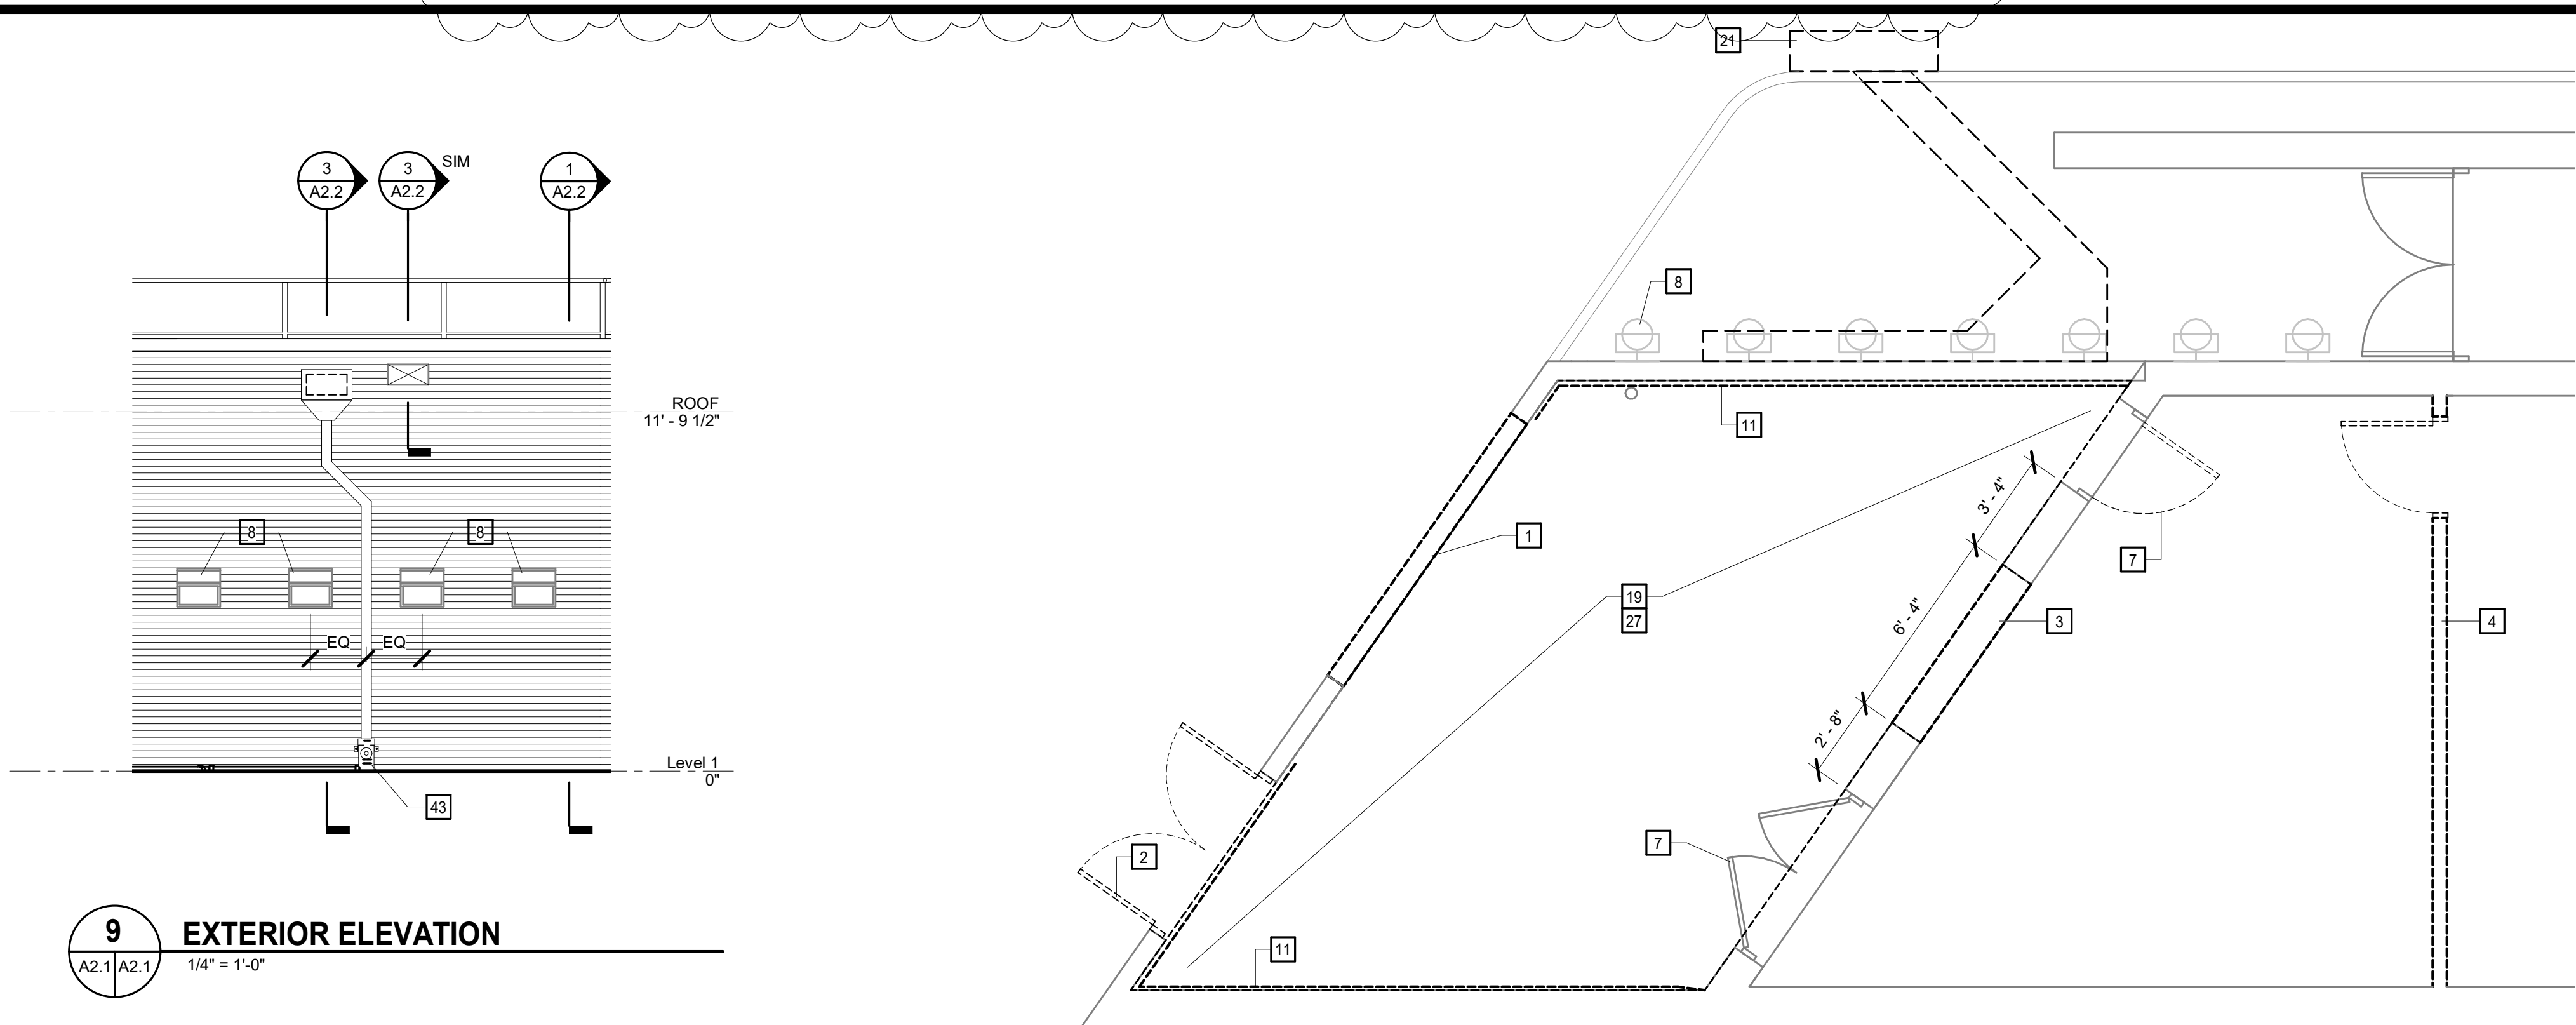 3
A2.2
3
A2.2
SIM
1
A2.2
ROOF
11' - 9 1/2"
8
8
EQ
EQ
Level 1
0"
43
9
A2.1
A2.1
EXTERIOR ELEVATION
1/4" = 1'-0"
21
8
11
1
3' - 4"
7
19
27
6' - 4"
3
4
2' - 8"
7
2
11